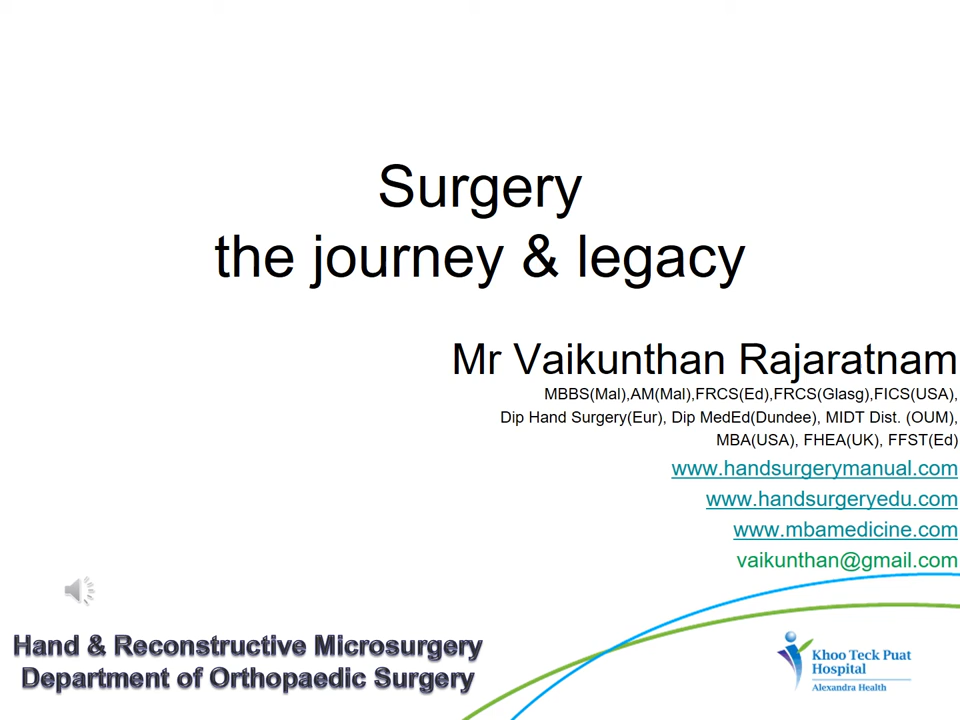 Surgery
the journey & legacy
Mr Vaikunthan Rajaratnam
MBBS(Mal),AM(Mal),FRCS(Ed),FRCS(Glasg),FICS(USA),
Dip Hand Surgery(Eur), Dip MedEd(Dundee), MIDT Dist. (OUM),
MBA(USA), FHEA(UK), FFST(Ed)
www.handsurgerymanual.com
www.handsurgeryedu.com
www.mbamedicine.com
vaikunthan@gmail.com
Hand & Reconstructive Microsurgery
Department of Orthopaedic Surgery
Khoo Teck Puat
Hospital
Alexandra Health